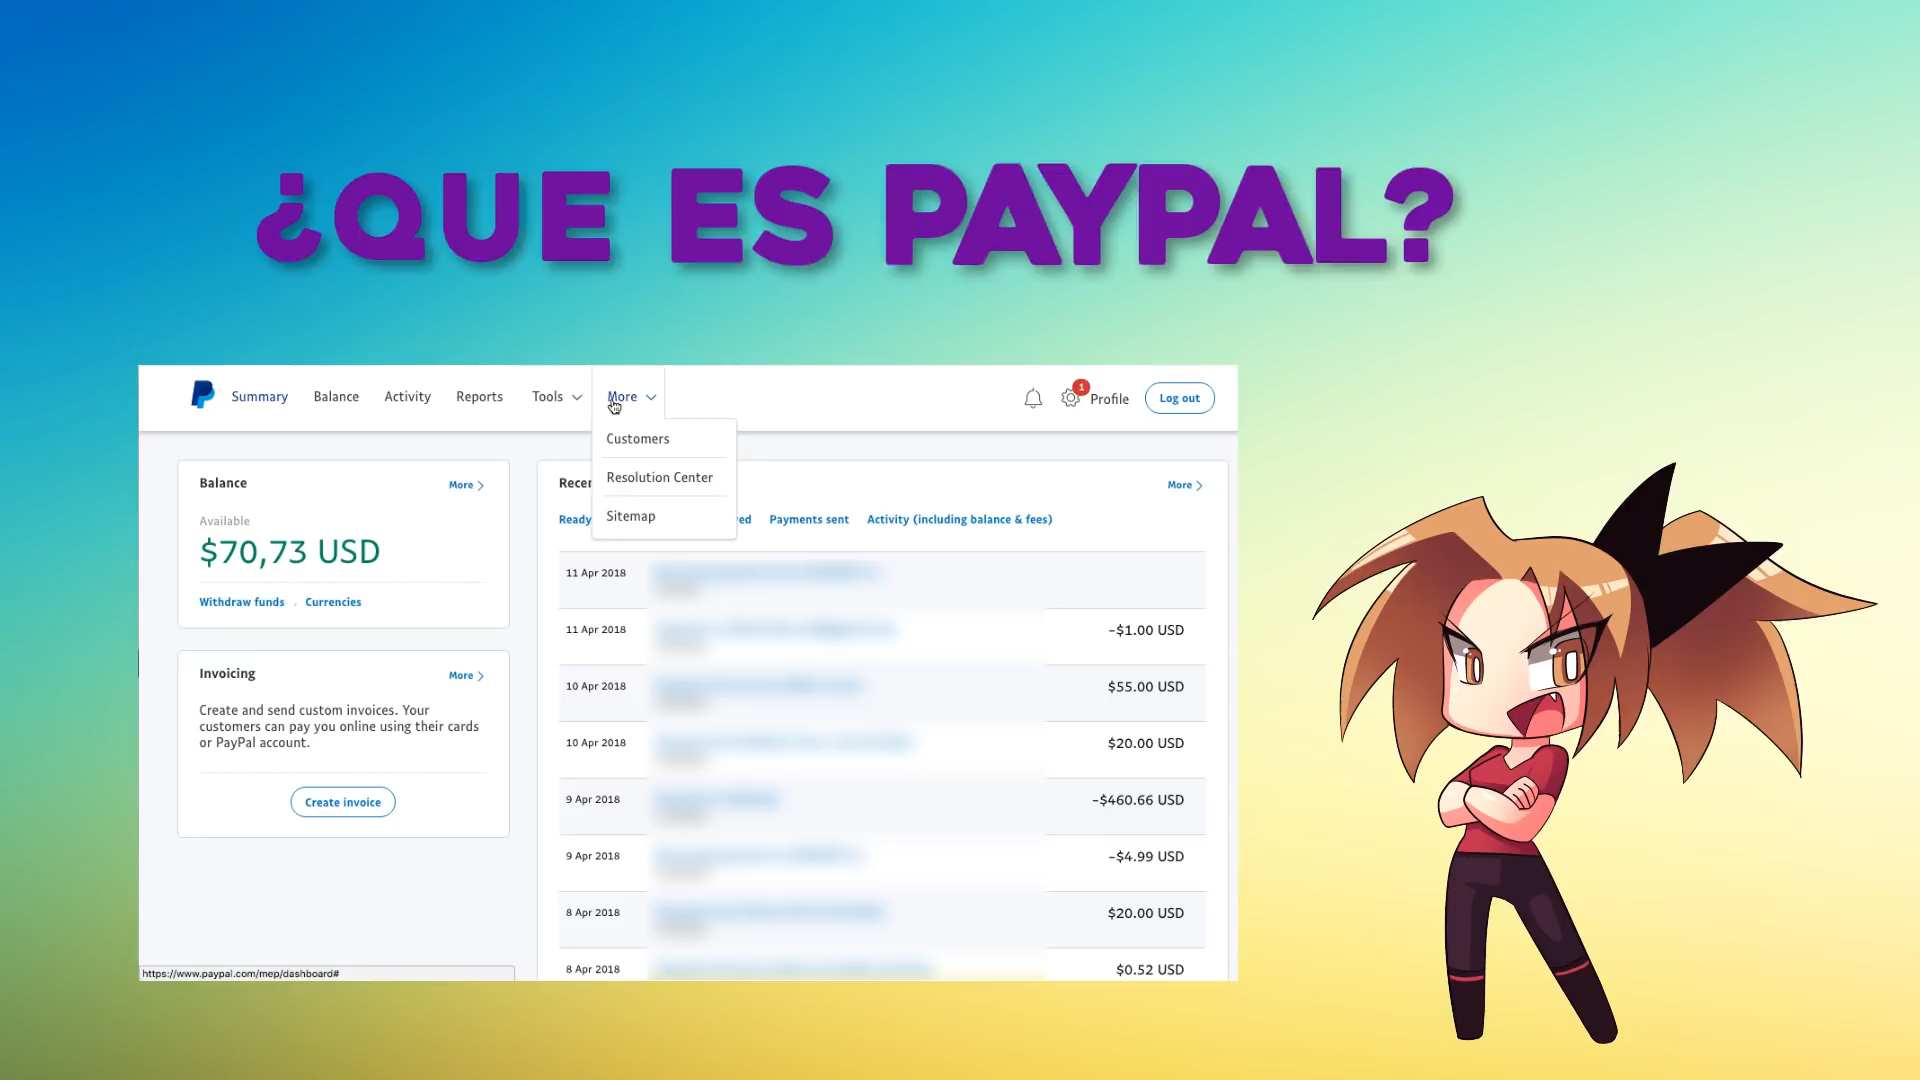 ¿QUE ES PAYPAL?
Summary Balance Activity Reports Tools More 1 Profile Log out
Customers
Resolution Center
Sitemap
Balance More
Available
$70,73 USD
Withdraw funds . Currencies
Invoicing More
Create and send custom invoices. Your
customers can pay you online using their cards
or PayPal account.
Create invoice
More
Ready Payments sent Activity (including balance & fees)
11 Apr 2018
11 Apr 2018 -$1.00 USD
10 Apr 2018 $55.00 USD
10 Apr 2018 $20.00 USD
9 Apr 2018 -$460.66 USD
9 Apr 2018 -$4.99 USD
8 Apr 2018 $20.00 USD
8 Apr 2018 $0.52 USD
https://www.paypal.com/mep/dashboard#